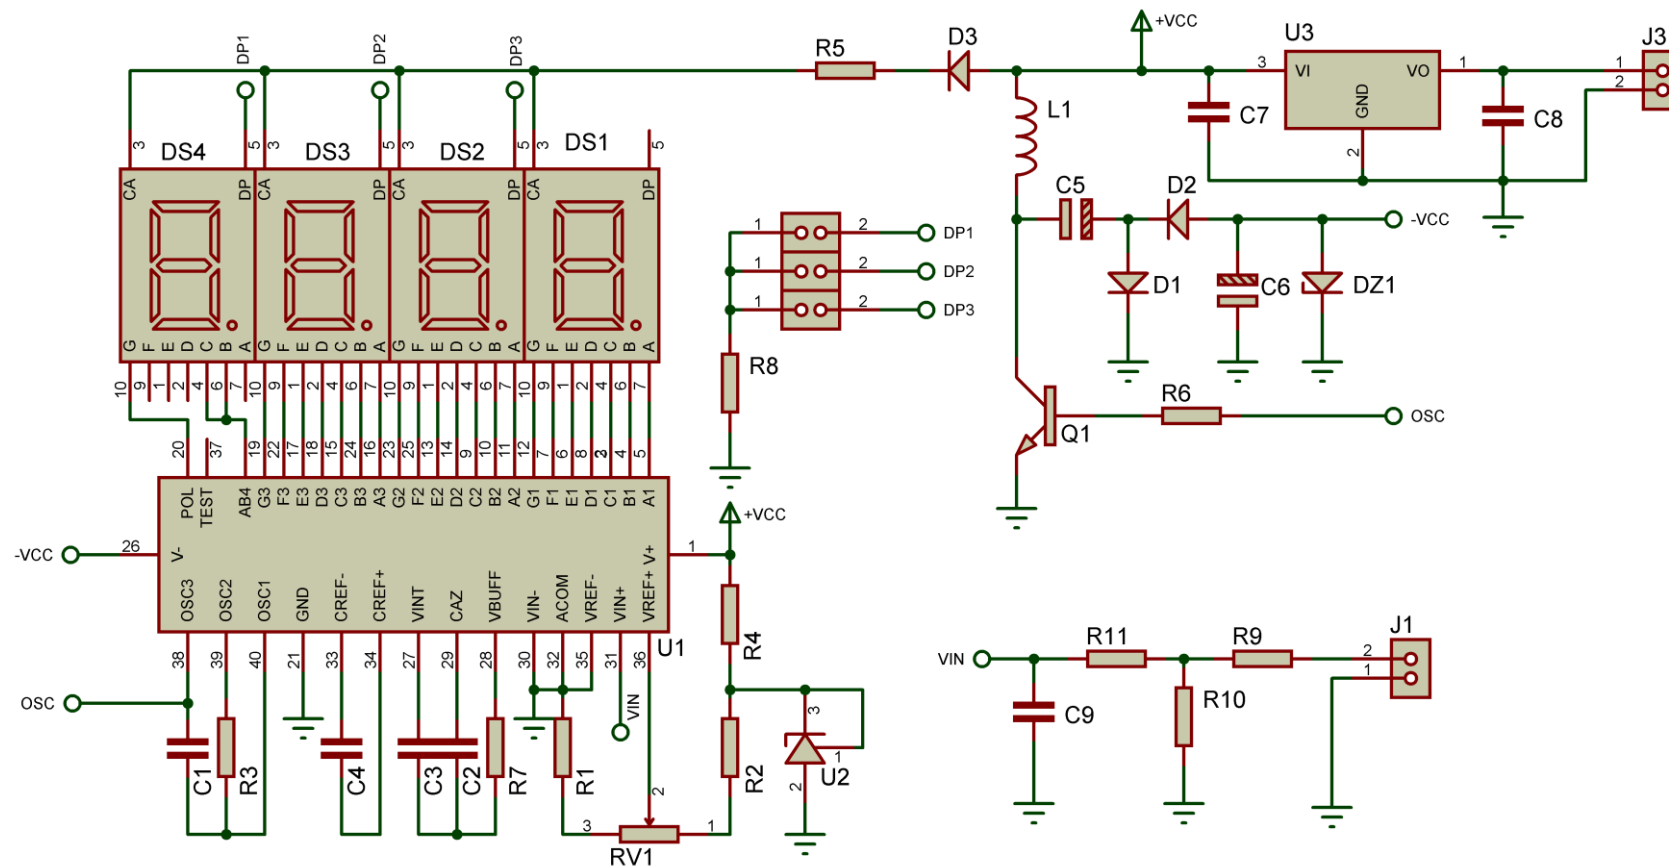 DP1 DP2 DP3 R5 D3 +VCC U3 J3
3 VI VO 1 1
2
GND
L1 C7 C8
3 5 3 5 3 5 3 5
DS4 DS3 DS2 DS1
2
CA DP CA DP CA DP CA DP
C5 D2 -VCC
1 2 DP1
1 2 DP2
1 2 DP3
D1 C6 DZ1
G F E D C B A G F E D C B A G F E D C B A G F E D C B A
10 9 1 2 4 6 7 10 9 1 2 4 6 7 10 9 1 2 4 6 7 10 9 1 2 4 6 7
R8
R6 OSC
Q1
20 37 19 22 17 18 15 24 16 23 25 13 14 9 10 11 12 7 6 8 3 4 5
POL TEST AB4 G3 F3 E3 D3 C3 B3 A3 G2 F2 E2 D2 C2 B2 A2 G1 F1 E1 D1 C1 B1 A1
+VCC
-VCC 26 V- V+ 1
OSC3 OSC2 OSC1 GND CREF- CREF+ VINT CAZ VBUFF VIN- ACOM VREF- VIN+ VREF+
U1
38 39 40 21 33 34 27 29 28 30 32 35 31 36
R4
R11 R9 J1
VIN 2
1
OSC
VIN
3
C9 R10
C1 R3 C4 C3 C2 R7 R1 R2 1 U2
2
2
3 1
RV1